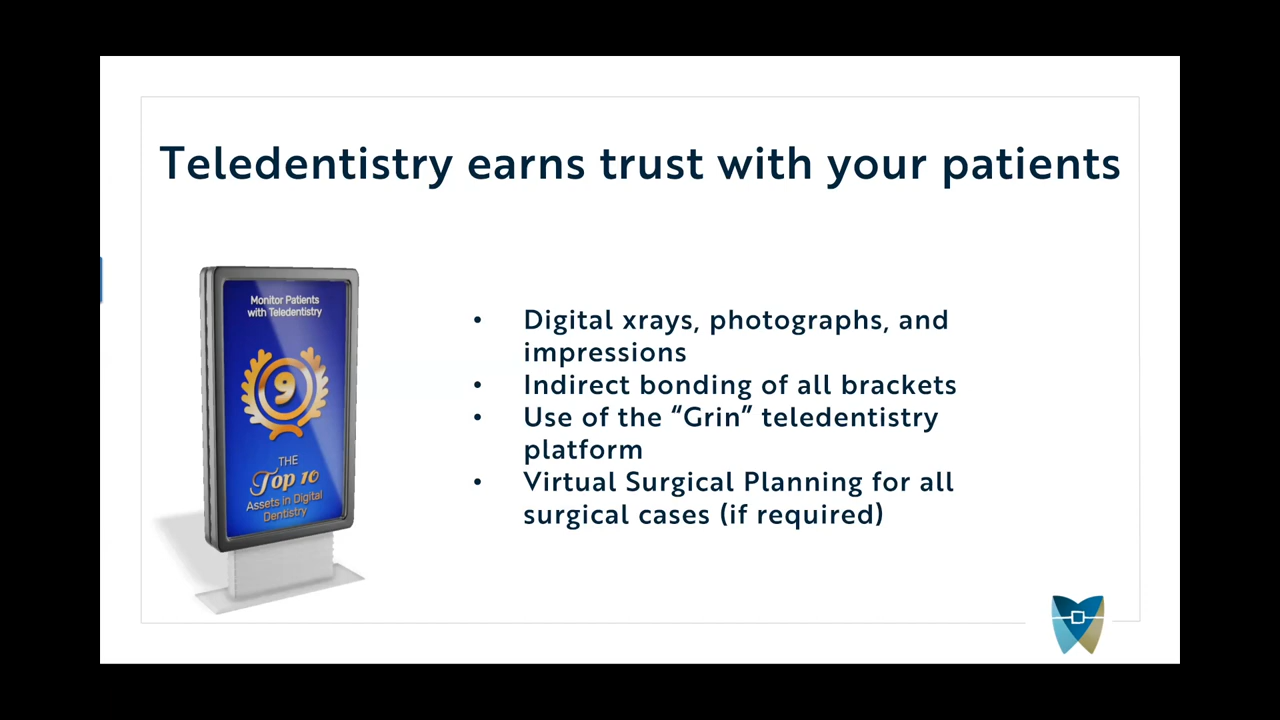 Teledentistry earns trust with your patients
Monitor Patients
with Teledentistry
9
THE
Top 10
Assets in Digital
Dentistry
• Digital xrays, photographs, and
impressions
• Indirect bonding of all brackets
• Use of the “Grin” teledentistry
platform
• Virtual Surgical Planning for all
surgical cases (if required)